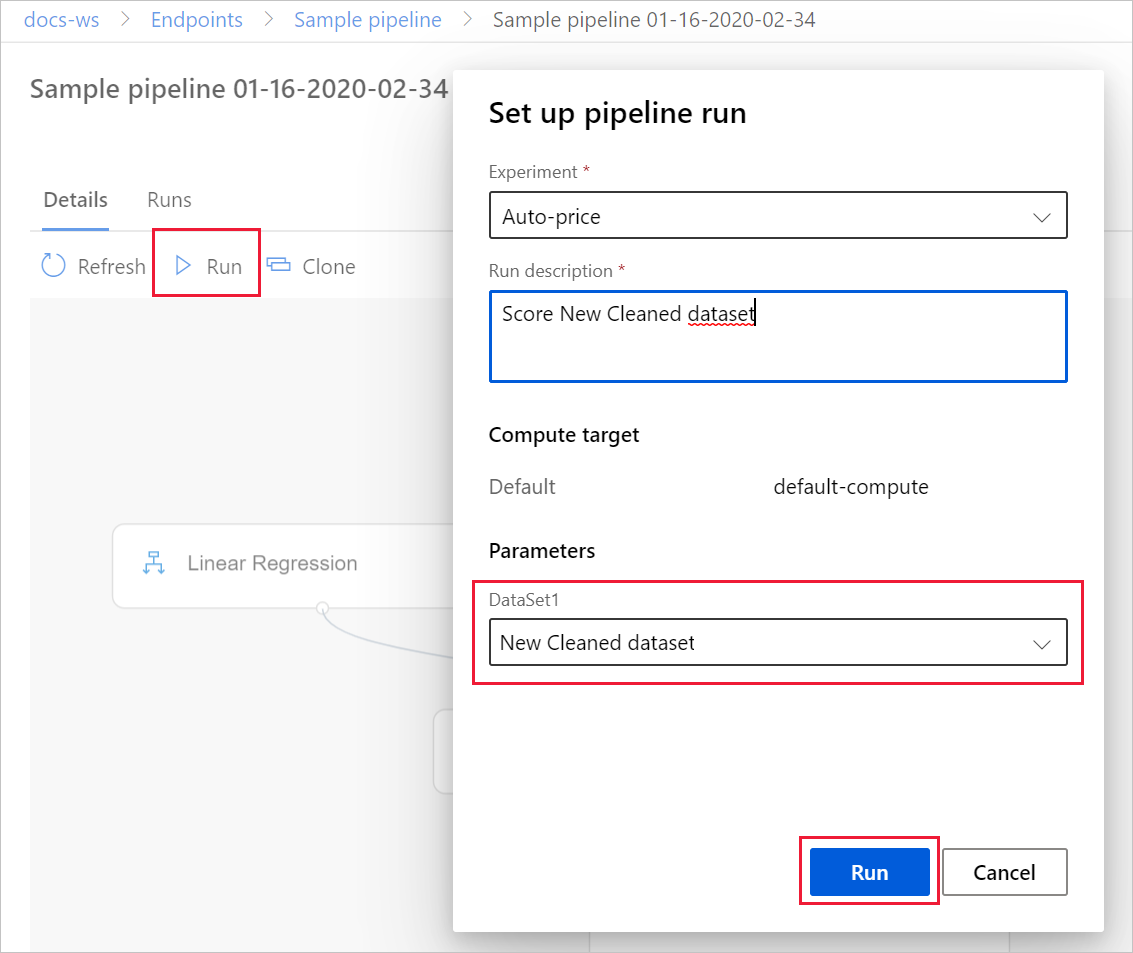 docs-ws > Endpoints > Sample pipeline > Sample pipeline 01-16-2020-02-34
Sample pipeline 01-16-2020-02-34
Details Runs
Refresh Run Clone
Linear Regression
Set up pipeline run
Experiment *
Auto-price
Run description *
Score New Cleaned dataset
Compute target
Default default-compute
Parameters
DataSet1
New Cleaned dataset
Run Cancel